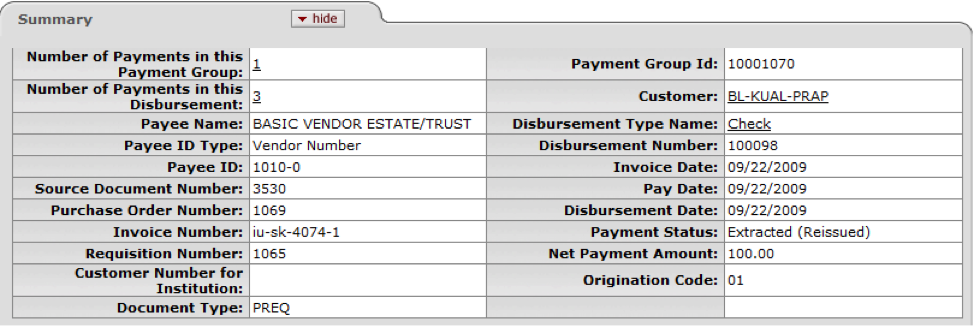 Summary
hide
Number of Payments in this Payment Group: 1 Payment Group Id: 10001070
Number of Payments in this Disbursement: 3 Customer: BL-KUAL-PRAP
Payee Name: BASIC VENDOR ESTATE/TRUST Disbursement Type Name: Check
Payee ID Type: Vendor Number Disbursement Number: 100098
Payee ID: 1010-0 Invoice Date: 09/22/2009
Source Document Number: 3530 Pay Date: 09/22/2009
Purchase Order Number: 1069 Disbursement Date: 09/22/2009
Invoice Number: iu-sk-4074-1 Payment Status: Extracted (Reissued)
Requisition Number: 1065 Net Payment Amount: 100.00
Customer Number for Institution: Origination Code: 01
Document Type: PREQ